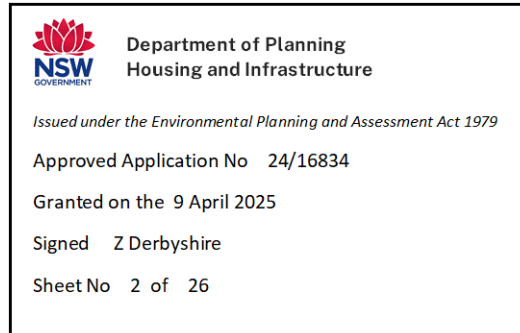 NSW
GOVERNMENT
Department of Planning
Housing and Infrastructure
Issued under the Environmental Planning and Assessment Act 1979
Approved Application No 24/16834
Granted on the 9 April 2025
Signed Z Derbyshire
Sheet No 2 of 26